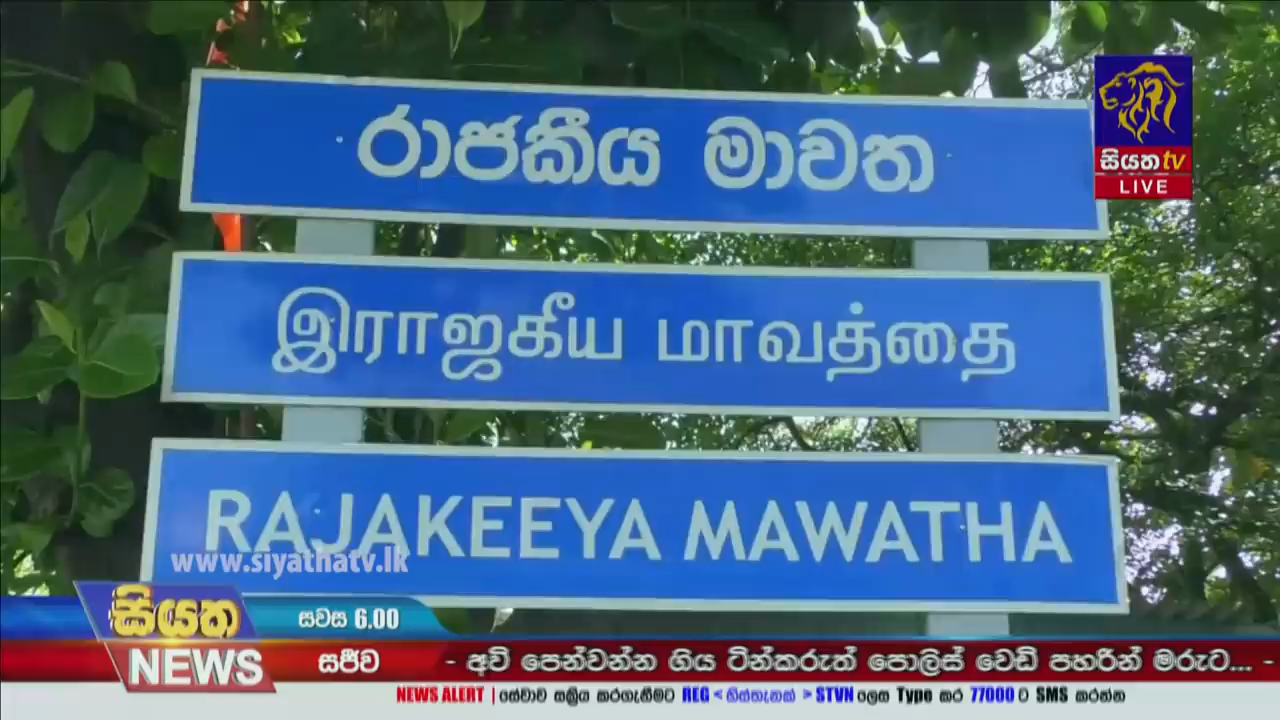 රාජකීය මාවත
இராஜகீய மாவத்தை
RAJAKEEYA MAWATHA
සියත tv
LIVE
www.siyathatv.lk
සියත
NEWS
සවස 6.00
සජීව
- අවි පෙන්වන්න ගිය ටින්කරුත් පොලිස් වෙඩි පහරින් මරුට... -
NEWS ALERT | සේවාව සක්‍රිය කරගැනීමට REG < හිස්තැනක් > STVN ලෙස Type කර 77000 ට SMS කරන්න